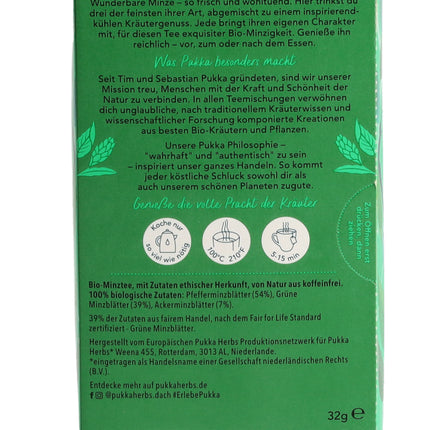 Wunderbare Minze – so frisch und wohltuend. Hier trinkst du
drei der feinsten ihrer Art, abgemischt zu einem inspirierend-
kühlen Kräutergenuss. Jede bringt ihren eigenen Charakter
mit, für diesen Tee exquisiter Bio-Minzigkeit. Genieße ihn
reichlich – vor, zum oder nach dem Essen.
Was Pukka besonders macht
Seit Tim und Sebastian Pukka gründeten, sind wir unserer
Mission treu, Menschen mit der Kraft und Schönheit der
Natur zu verbinden. In allen Teemischungen verwöhnen
dich unglaubliche, nach traditionellem Kräuterwissen und
wissenschaftlicher Forschung komponierte Kreationen
aus besten Bio-Kräutern und Pflanzen.
Unsere Pukka Philosophie –
"wahrhaft" und "authentisch" zu sein
– inspiriert unser ganzes Handeln. So kommt
jeder köstliche Schluck sowohl dir als
auch unserem schönen Planeten zugute.
Genieße die volle Pracht der Kräuter
Koche nur
so viel wie nötig
100°C 210°F
5-15 min
Zum Öffnen erst
drücken, dann
ziehen
Bio-Minztee, mit Zutaten ethischer Herkunft, von Natur aus koffeinfrei.
100% biologische Zutaten: Pfefferminzblätter (54%), Grüne
Minzblätter (39%), Ackerminzblätter (7%).
39% der Zutaten aus fairem Handel, nach dem Fair for Life Standard
zertifiziert - Grüne Minzblätter.
Hergestellt vom Europäischen Pukka Herbs Produktionsnetzwerk für Pukka
Herbs* Weena 455, Rotterdam, 3013 AL, Niederlande.
*eingetragen als Handelsname einer Gesellschaft niederländischen Rechts
(B.V.).
Entdecke mehr auf pukkaherbs.de
@pukkaherbs.dach #ErlebePukka
32g ℮